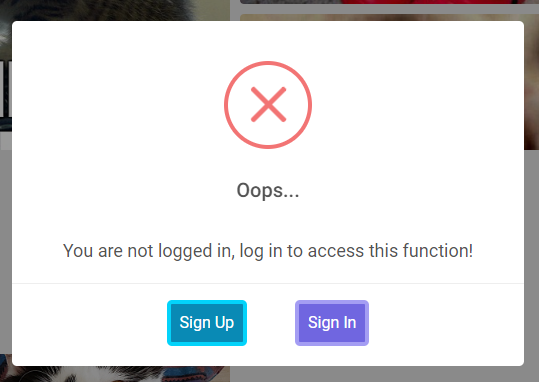 Oops...
You are not logged in, log in to access this function!
Sign Up
Sign In